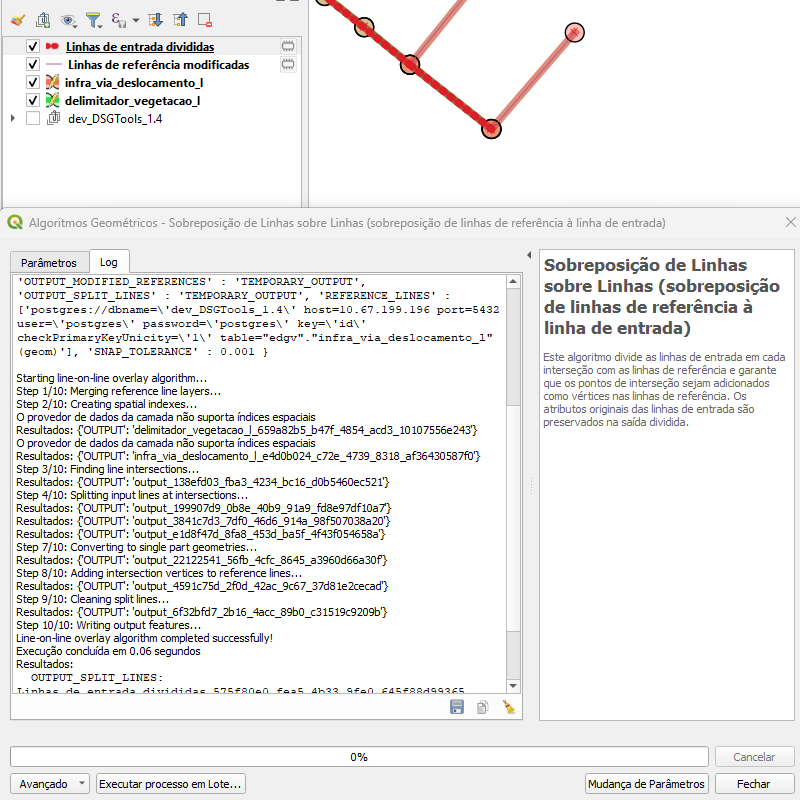 Linhas de entrada divididas
Linhas de referência modificadas
infra_via_deslocamento_l
delimitador_vegetacao_l
dev_DSGTools_1.4
Algoritmos Geométricos - Sobreposição de Linhas sobre Linhas (sobreposição de linhas de referência à linha de entrada)
Parâmetros
Log
'OUTPUT_MODIFIED_REFERENCES' : 'TEMPORARY_OUTPUT',
'OUTPUT_SPLIT_LINES' : 'TEMPORARY_OUTPUT', 'REFERENCE_LINES' :
['postgres://dbname=\'dev_DSGTools_1.4\' host=10.67.199.196 port=5432
user=\'postgres\' password=\'postgres\' key=\'id\'
checkPrimaryKeyUnicity=\'1\' table="edgv"."infra_via_deslocamento_l"
(geom)'], 'SNAP_TOLERANCE' : 0.001 }
Starting line-on-line overlay algorithm...
Step 1/10: Merging reference line layers...
Step 2/10: Creating spatial indexes...
O provedor de dados da camada não suporta índices espaciais
Resultados: {'OUTPUT': 'delimitador_vegetacao_l_659a82b5_b47f_4854_acd3_10107556e243'}
O provedor de dados da camada não suporta índices espaciais
Resultados: {'OUTPUT': 'infra_via_deslocamento_l_e4d0b024_c72e_4739_8318_af36430587f0'}
Step 3/10: Finding line intersections...
Resultados: {'OUTPUT': 'output_138efd03_fba3_4234_bc16_d0b5460ec521'}
Step 4/10: Splitting input lines at intersections...
Resultados: {'OUTPUT': 'output_199907d9_0b8e_40b9_91a9_fd8e97df10a7'}
Resultados: {'OUTPUT': 'output_3841c7d3_7df0_46d6_914a_98f507038a20'}
Resultados: {'OUTPUT': 'output_e1d8f47d_8fa8_453d_ba5f_4f43f054658a'}
Step 7/10: Converting to single part geometries...
Resultados: {'OUTPUT': 'output_22122541_56fb_4cfc_8645_a3960d66a30f'}
Step 8/10: Adding intersection vertices to reference lines...
Resultados: {'OUTPUT': 'output_4591c75d_2f0d_42ac_9c67_37d81e2cecad'}
Step 9/10: Cleaning split lines...
Resultados: {'OUTPUT': 'output_6f32bfd7_2b16_4acc_89b0_c31519c9209b'}
Step 10/10: Writing output features...
Line-on-line overlay algorithm completed successfully!
Execução concluída em 0.06 segundos
Resultados:
OUTPUT_SPLIT_LINES:
Linhas_de_entrada_divididas_575f80e0_fea5_4b33_9fe0_645f88d99365
Sobreposição de Linhas
sobre Linhas (sobreposição
de linhas de referência à
linha de entrada)
Este algoritmo divide as linhas de entrada em cada
interseção com as linhas de referência e garante
que os pontos de interseção sejam adicionados
como vértices nas linhas de referência. Os
atributos originais das linhas de entrada são
preservados na saída dividida.
0%
Cancelar
Avançado
Executar processo em Lote...
Mudança de Parâmetros
Fechar